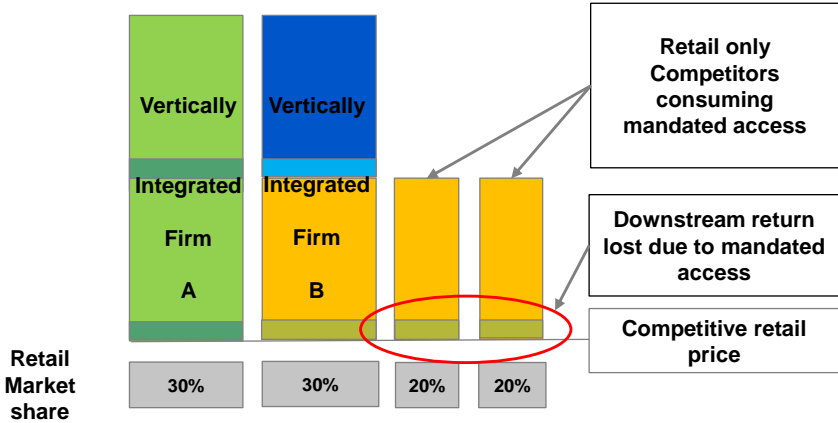 Vertically
Integrated
Firm
A
Vertically
Integrated
Firm
B
Retail only
Competitors
consuming
mandated access
Downstream return
lost due to mandated
access
Competitive retail
price
Retail
Market
share
30%
30%
20%
20%